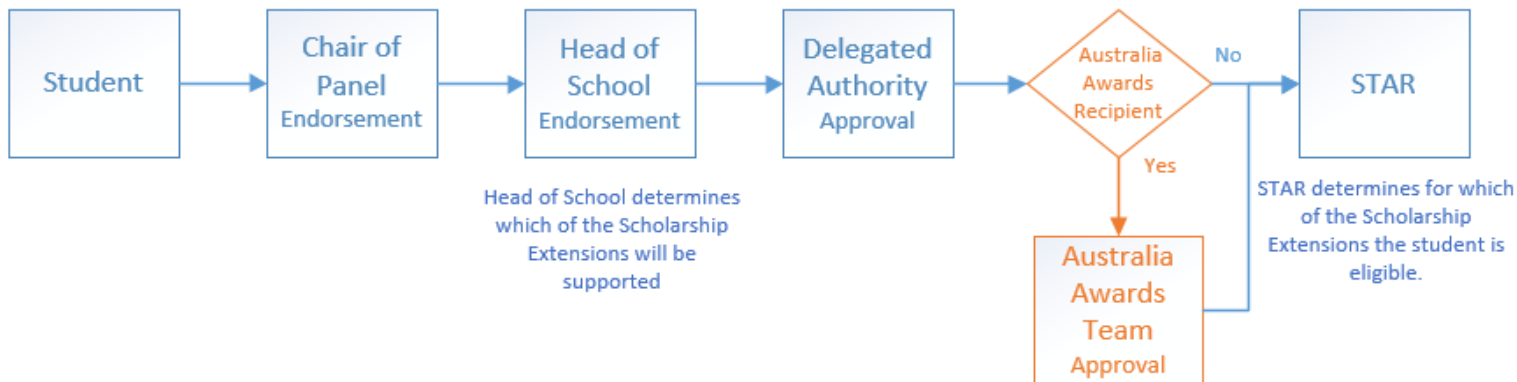 Student
Chair of
Panel
Endorsement
Head of
School
Endorsement
Delegated
Authority
Approval
Australia
Awards
Recipient
No
STAR
Yes
Head of School determines
which of the Scholarship
Extensions will be
supported
STAR determines for which
of the Scholarship
Extensions the student is
eligible.
Australia
Awards
Team
Approval